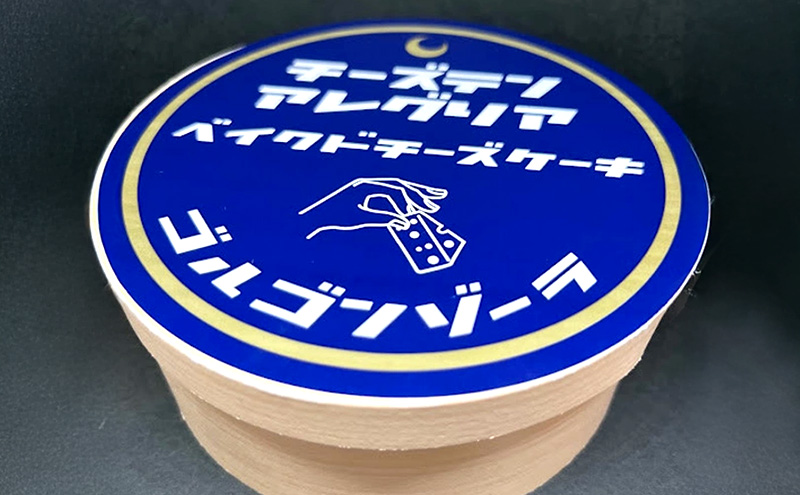 チーズテン
アレグリア
ベイクドチーズケーキ
ゴルゴンゾーラ